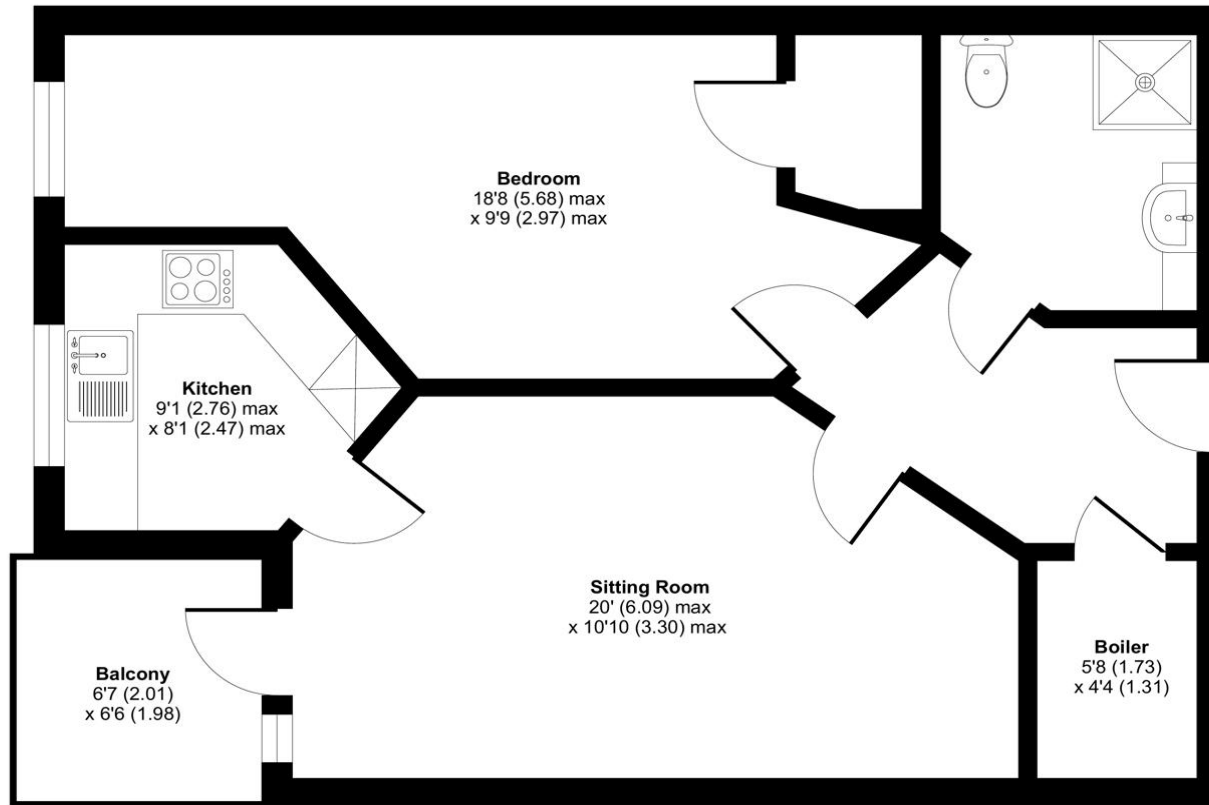 Bedroom
18'8 (5.68) max
x 9'9 (2.97) max
Kitchen
9'1 (2.76) max
x 8'1 (2.47) max
Sitting Room
20' (6.09) max
x 10'10 (3.30) max
Balcony
6'7 (2.01)
x 6'6 (1.98)
Boiler
5'8 (1.73)
x 4'4 (1.31)